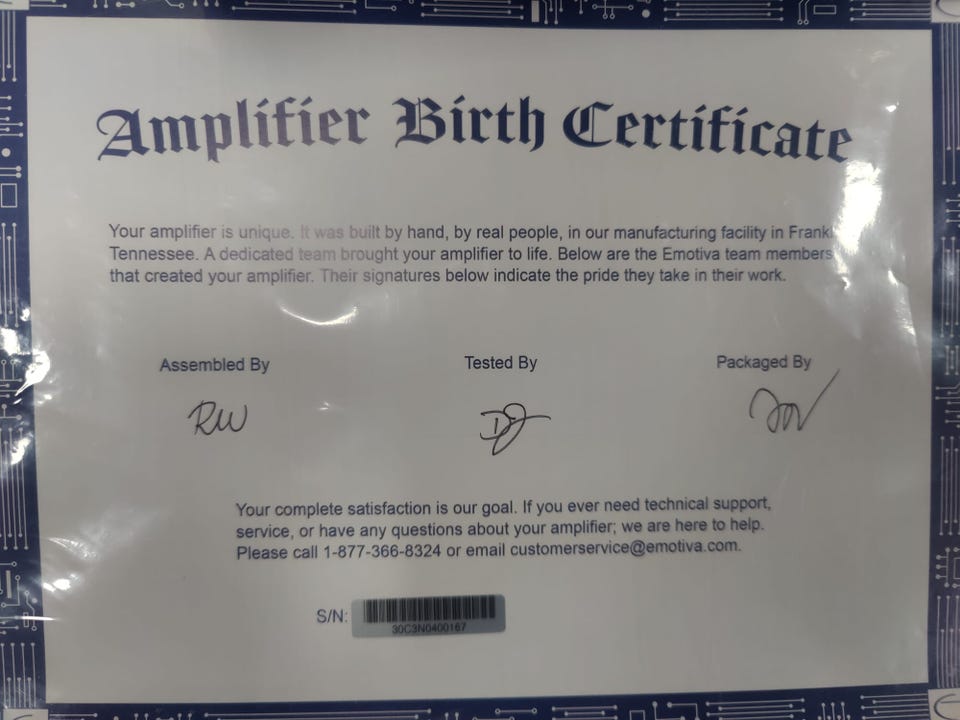 Amplifier Birth Certificate
Your amplifier is unique. It was built by hand, by real people, in our manufacturing facility in Frankl
Tennessee. A dedicated team brought your amplifier to life. Below are the Emotiva team members
that created your amplifier. Their signatures below indicate the pride they take in their work.
Assembled By Tested By Packaged By
RW DJ
Your complete satisfaction is our goal. If you ever need technical support,
service, or have any questions about your amplifier; we are here to help.
Please call 1-877-366-8324 or email customerservice@emotiva.com.
S/N:
30C3N0400167